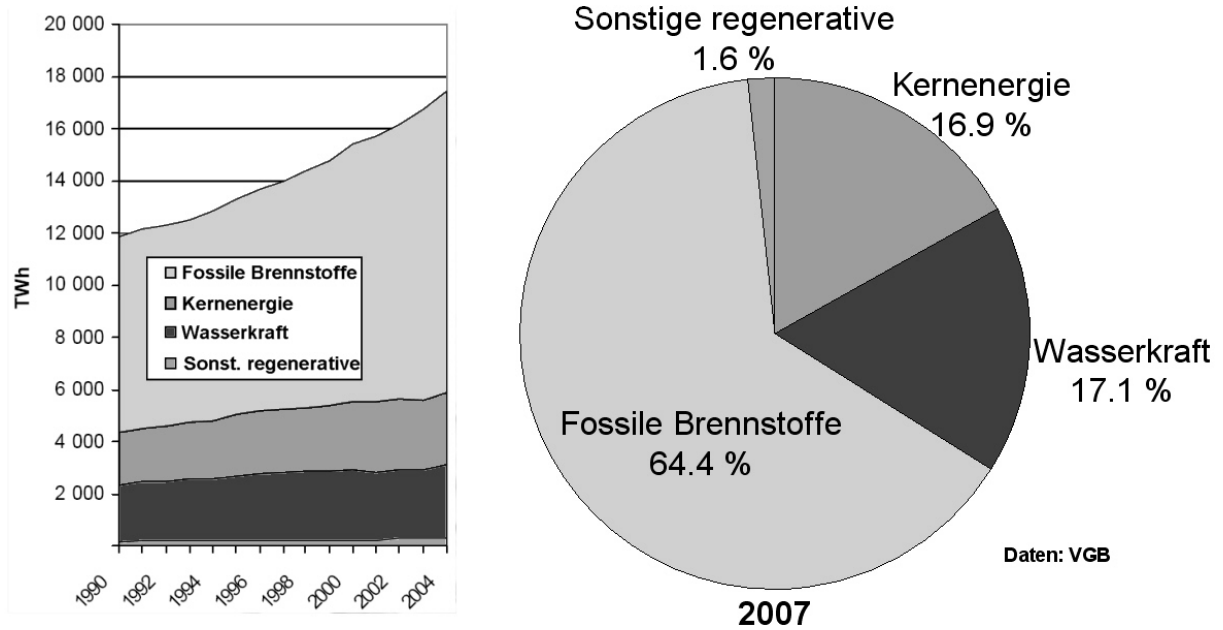 20 000
18 000
16 000
14 000
12 000
10 000
8 000
6 000
4 000
2 000
TWh
Fossile Brennstoffe
Kernenergie
Wasserkraft
Sonst. regenerative
1990
1992
1994
1996
1998
2000
2002
2004
Sonstige regenerative
1.6 %
Kernenergie
16.9 %
Wasserkraft
17.1 %
Fossile Brennstoffe
64.4 %
Daten: VGB
2007